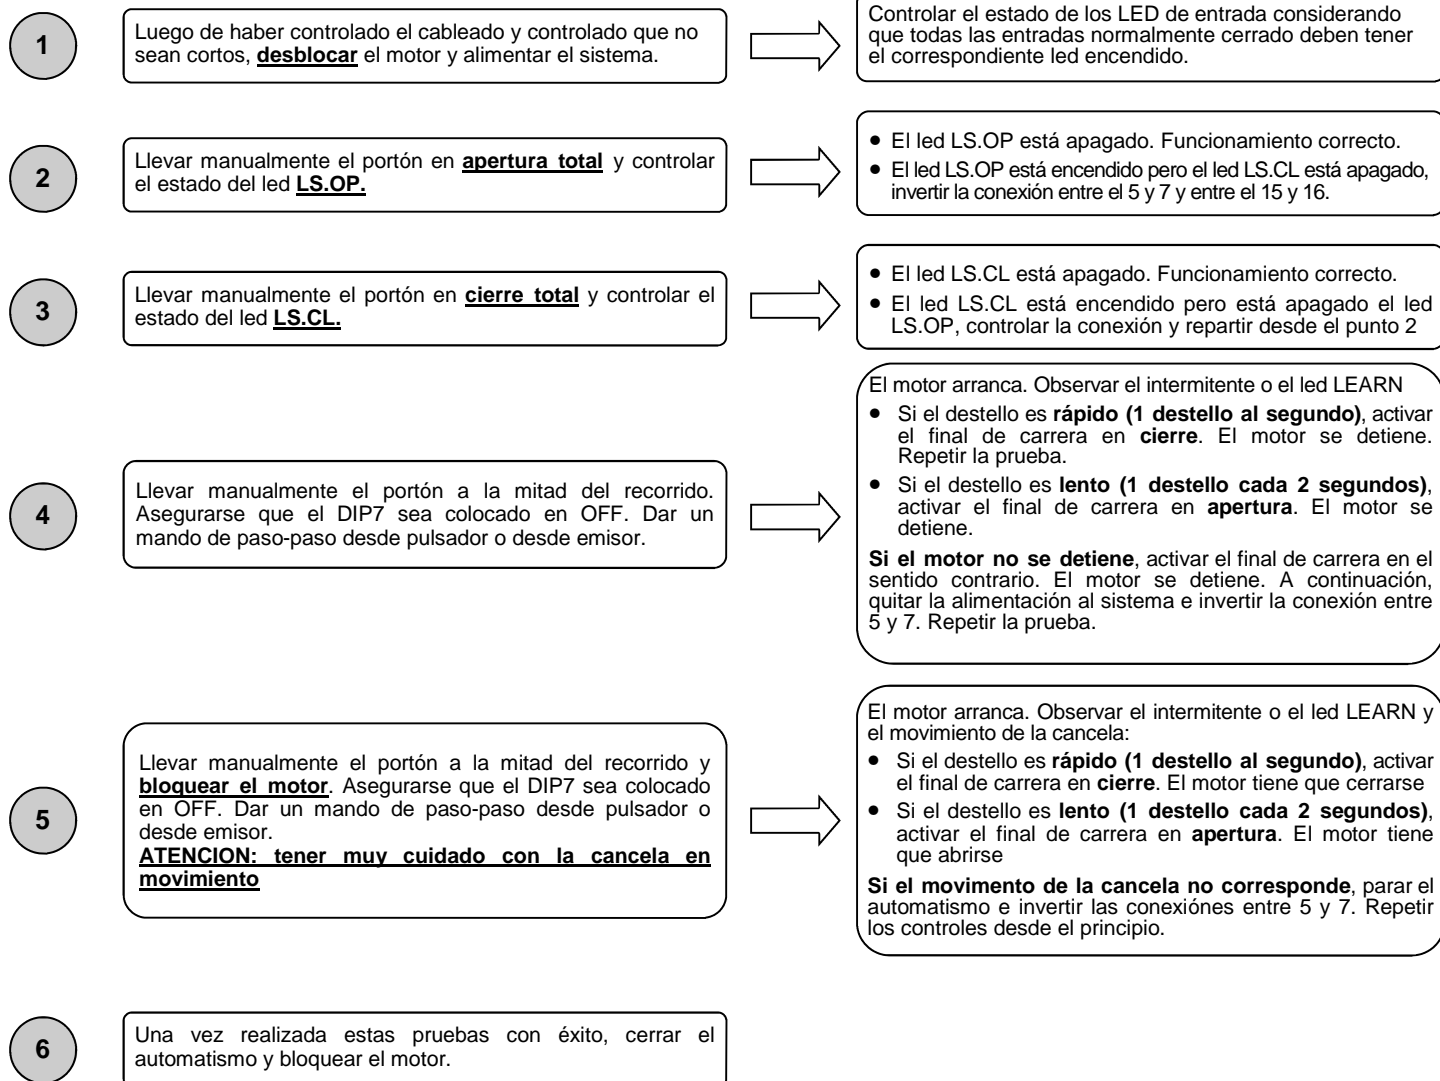 1
Luego de haber controlado el cableado y controlado que no
sean cortos, desblocar el motor y alimentar el sistema.
Controlar el estado de los LED de entrada considerando
que todas las entradas normalmente cerrado deben tener
el correspondiente led encendido.
2
Llevar manualmente el portón en apertura total y controlar
el estado del led LS.OP.
• El led LS.OP está apagado. Funcionamiento correcto.
• El led LS.OP está encendido pero el led LS.CL está apagado,
invertir la conexión entre el 5 y 7 y entre el 15 y 16.
3
Llevar manualmente el portón en cierre total y controlar el
estado del led LS.CL.
• El led LS.CL está apagado. Funcionamiento correcto.
• El led LS.CL está encendido pero está apagado el led
LS.OP, controlar la conexión y repartir desde el punto 2
4
Llevar manualmente el portón a la mitad del recorrido.
Asegurarse que el DIP7 sea colocado en OFF. Dar un
mando de paso-paso desde pulsador o desde emisor.
El motor arranca. Observar el intermitente o el led LEARN
• Si el destello es rápido (1 destello al segundo), activar
el final de carrera en cierre. El motor se detiene.
Repetir la prueba.
• Si el destello es lento (1 destello cada 2 segundos),
activar el final de carrera en apertura. El motor se
detiene.
Si el motor no se detiene, activar el final de carrera en el
sentido contrario. El motor se detiene. A continuación,
quitar la alimentación al sistema e invertir la conexión entre
5 y 7. Repetir la prueba.
5
Llevar manualmente el portón a la mitad del recorrido y
bloquear el motor. Asegurarse que el DIP7 sea colocado
en OFF. Dar un mando de paso-paso desde pulsador o
desde emisor.
ATENCION: tener muy cuidado con la cancela en
movimiento
El motor arranca. Observar el intermitente o el led LEARN y
el movimiento de la cancela:
• Si el destello es rápido (1 destello al segundo), activar
el final de carrera en cierre. El motor tiene que cerrarse
• Si el destello es lento (1 destello cada 2 segundos),
activar el final de carrera en apertura. El motor tiene
que abrirse
Si el movimento de la cancela no corresponde, parar el
automatismo e invertir las conexiónes entre 5 y 7. Repetir
los controles desde el principio.
6
Una vez realizada estas pruebas con éxito, cerrar el
automatismo y bloquear el motor.